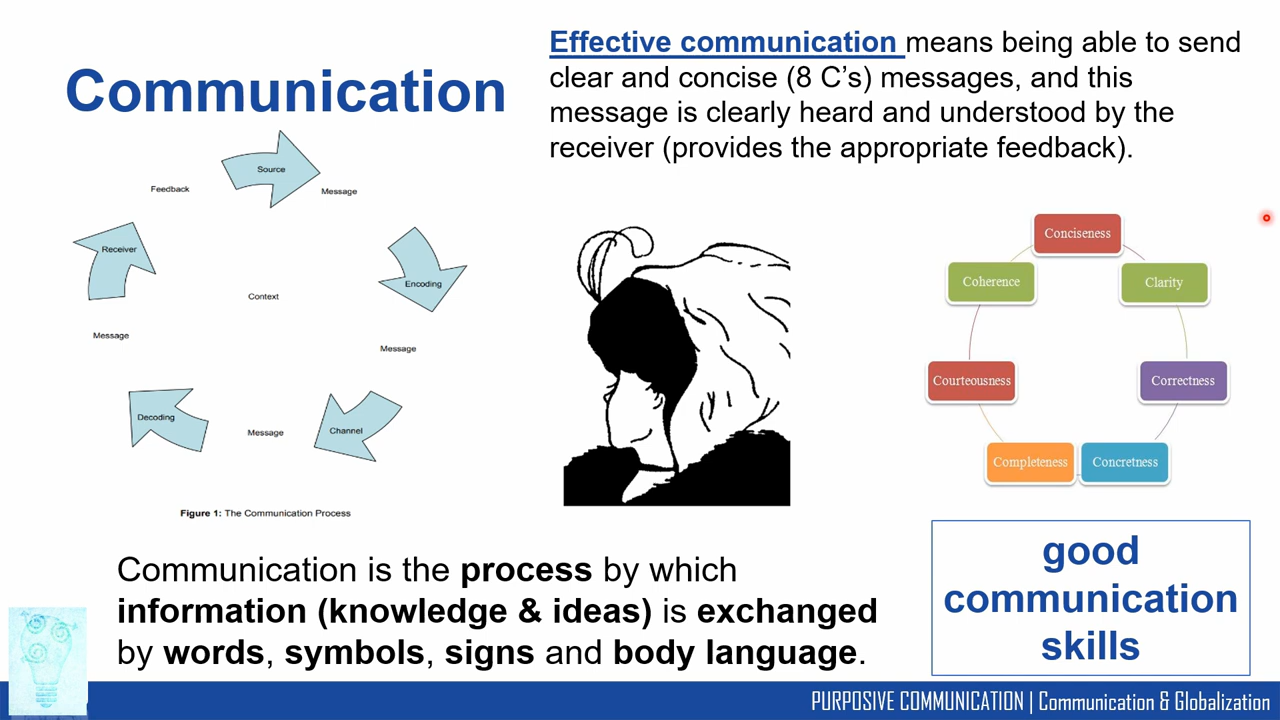 Communication
Effective communication means being able to send
clear and concise (8 C’s) messages, and this
message is clearly heard and understood by the
receiver (provides the appropriate feedback).
Source
Feedback
Message
Receiver
Encoding
Context
Message
Message
Decoding
Message
Channel
Figure 1: The Communication Process
Conciseness
Coherence
Clarity
Courteousness
Correctness
Completeness
Concretness
Communication is the process by which
information (knowledge & ideas) is exchanged
by words, symbols, signs and body language.
good
communication
skills
PURPOSIVE COMMUNICATION | Communication & Globalization